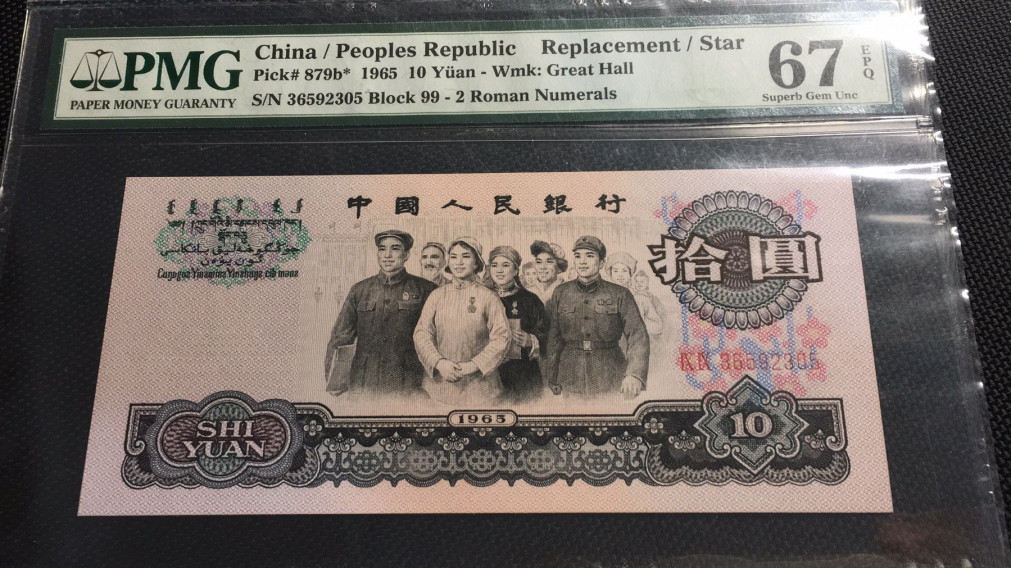 PMG
PAPER MONEY GUARANTY
China / Peoples Republic Replacement / Star
Pick# 879b* 1965 10 Yüan - Wmk: Great Hall
S/N 36592305 Block 99 - 2 Roman Numerals
67 EPQ
Superb Gem Unc
中國人民銀行
拾圓
36592305
1965
SHI
YUAN
10